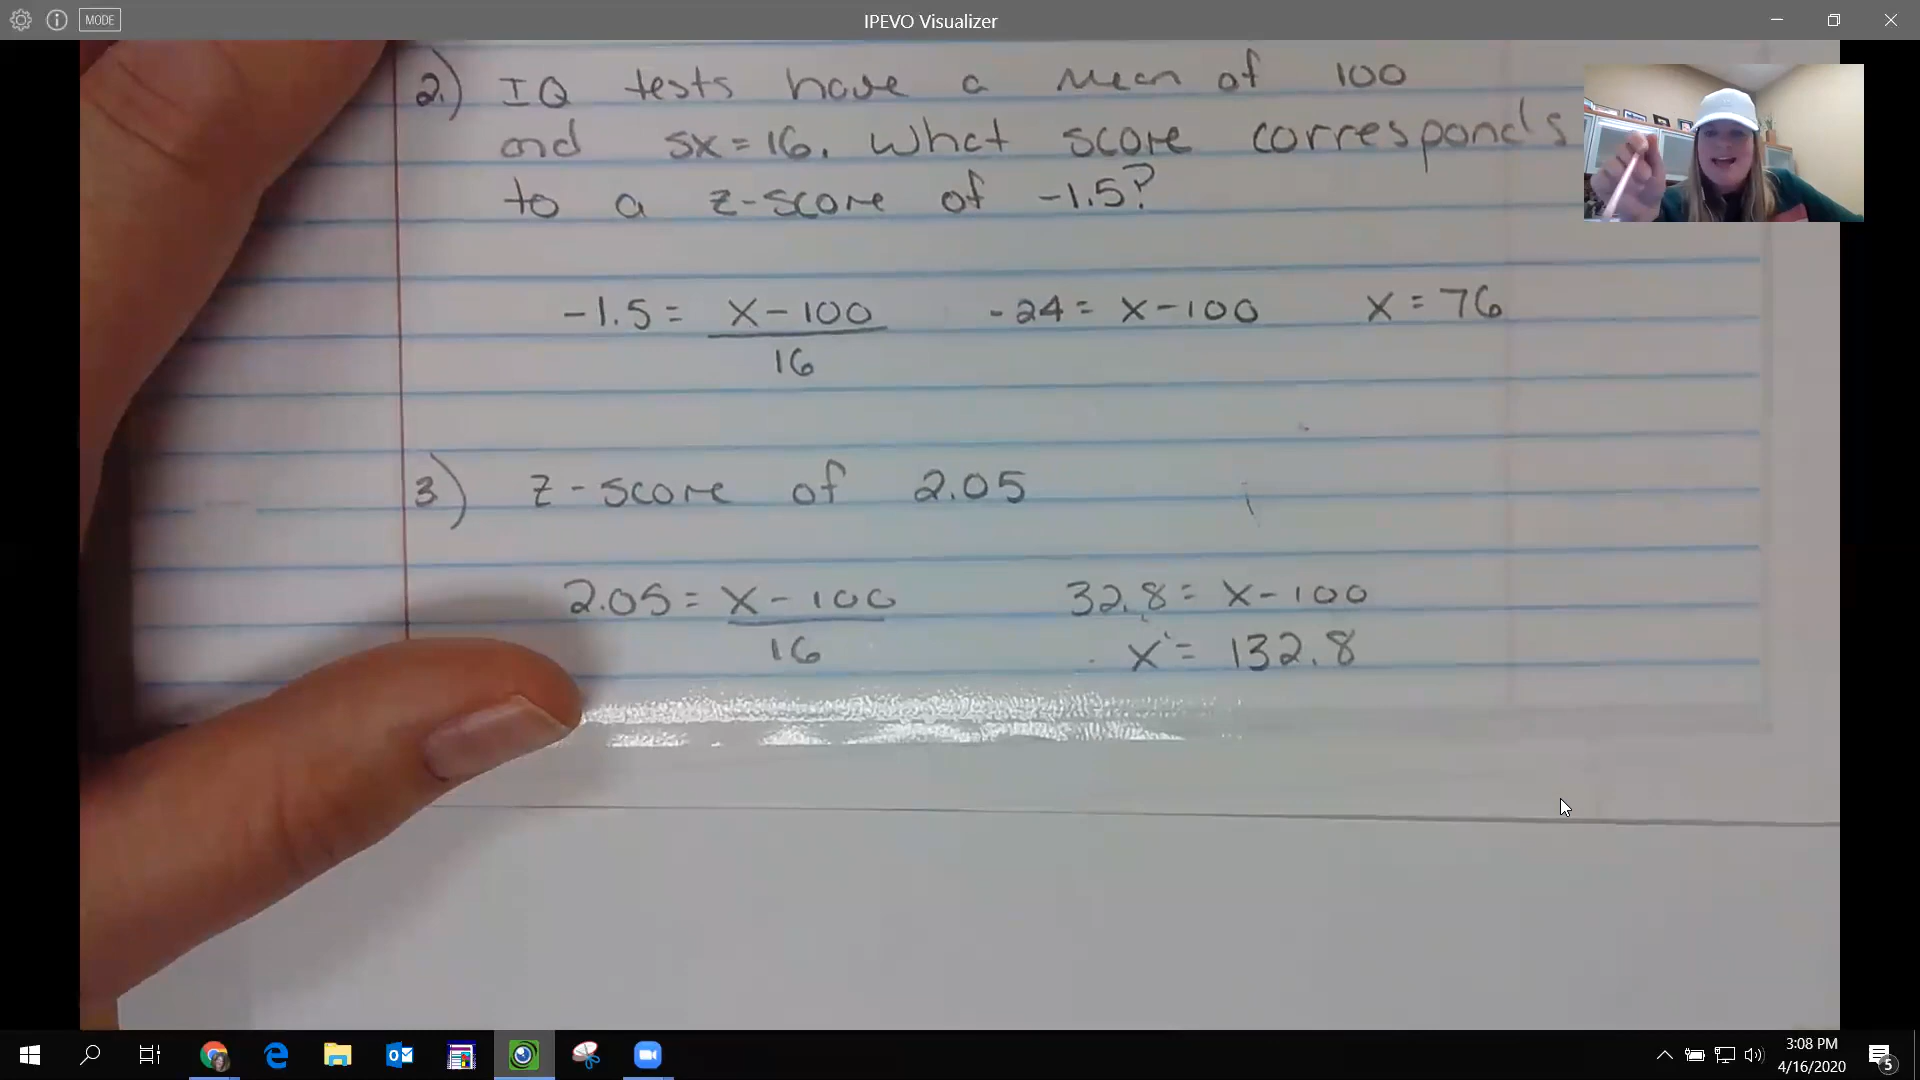 MODE
IPEVO Visualizer
2.) IQ tests have a mean of 100
and sx=16. What score corresponds
to a z-score of -1.5?
-1.5 = x-100 -24 = x-100 x = 76
16
3) z-score of 2.05
2.05 = x-100 32.8 = x-100
16 x = 132.8
3:08 PM
4/16/2020
5